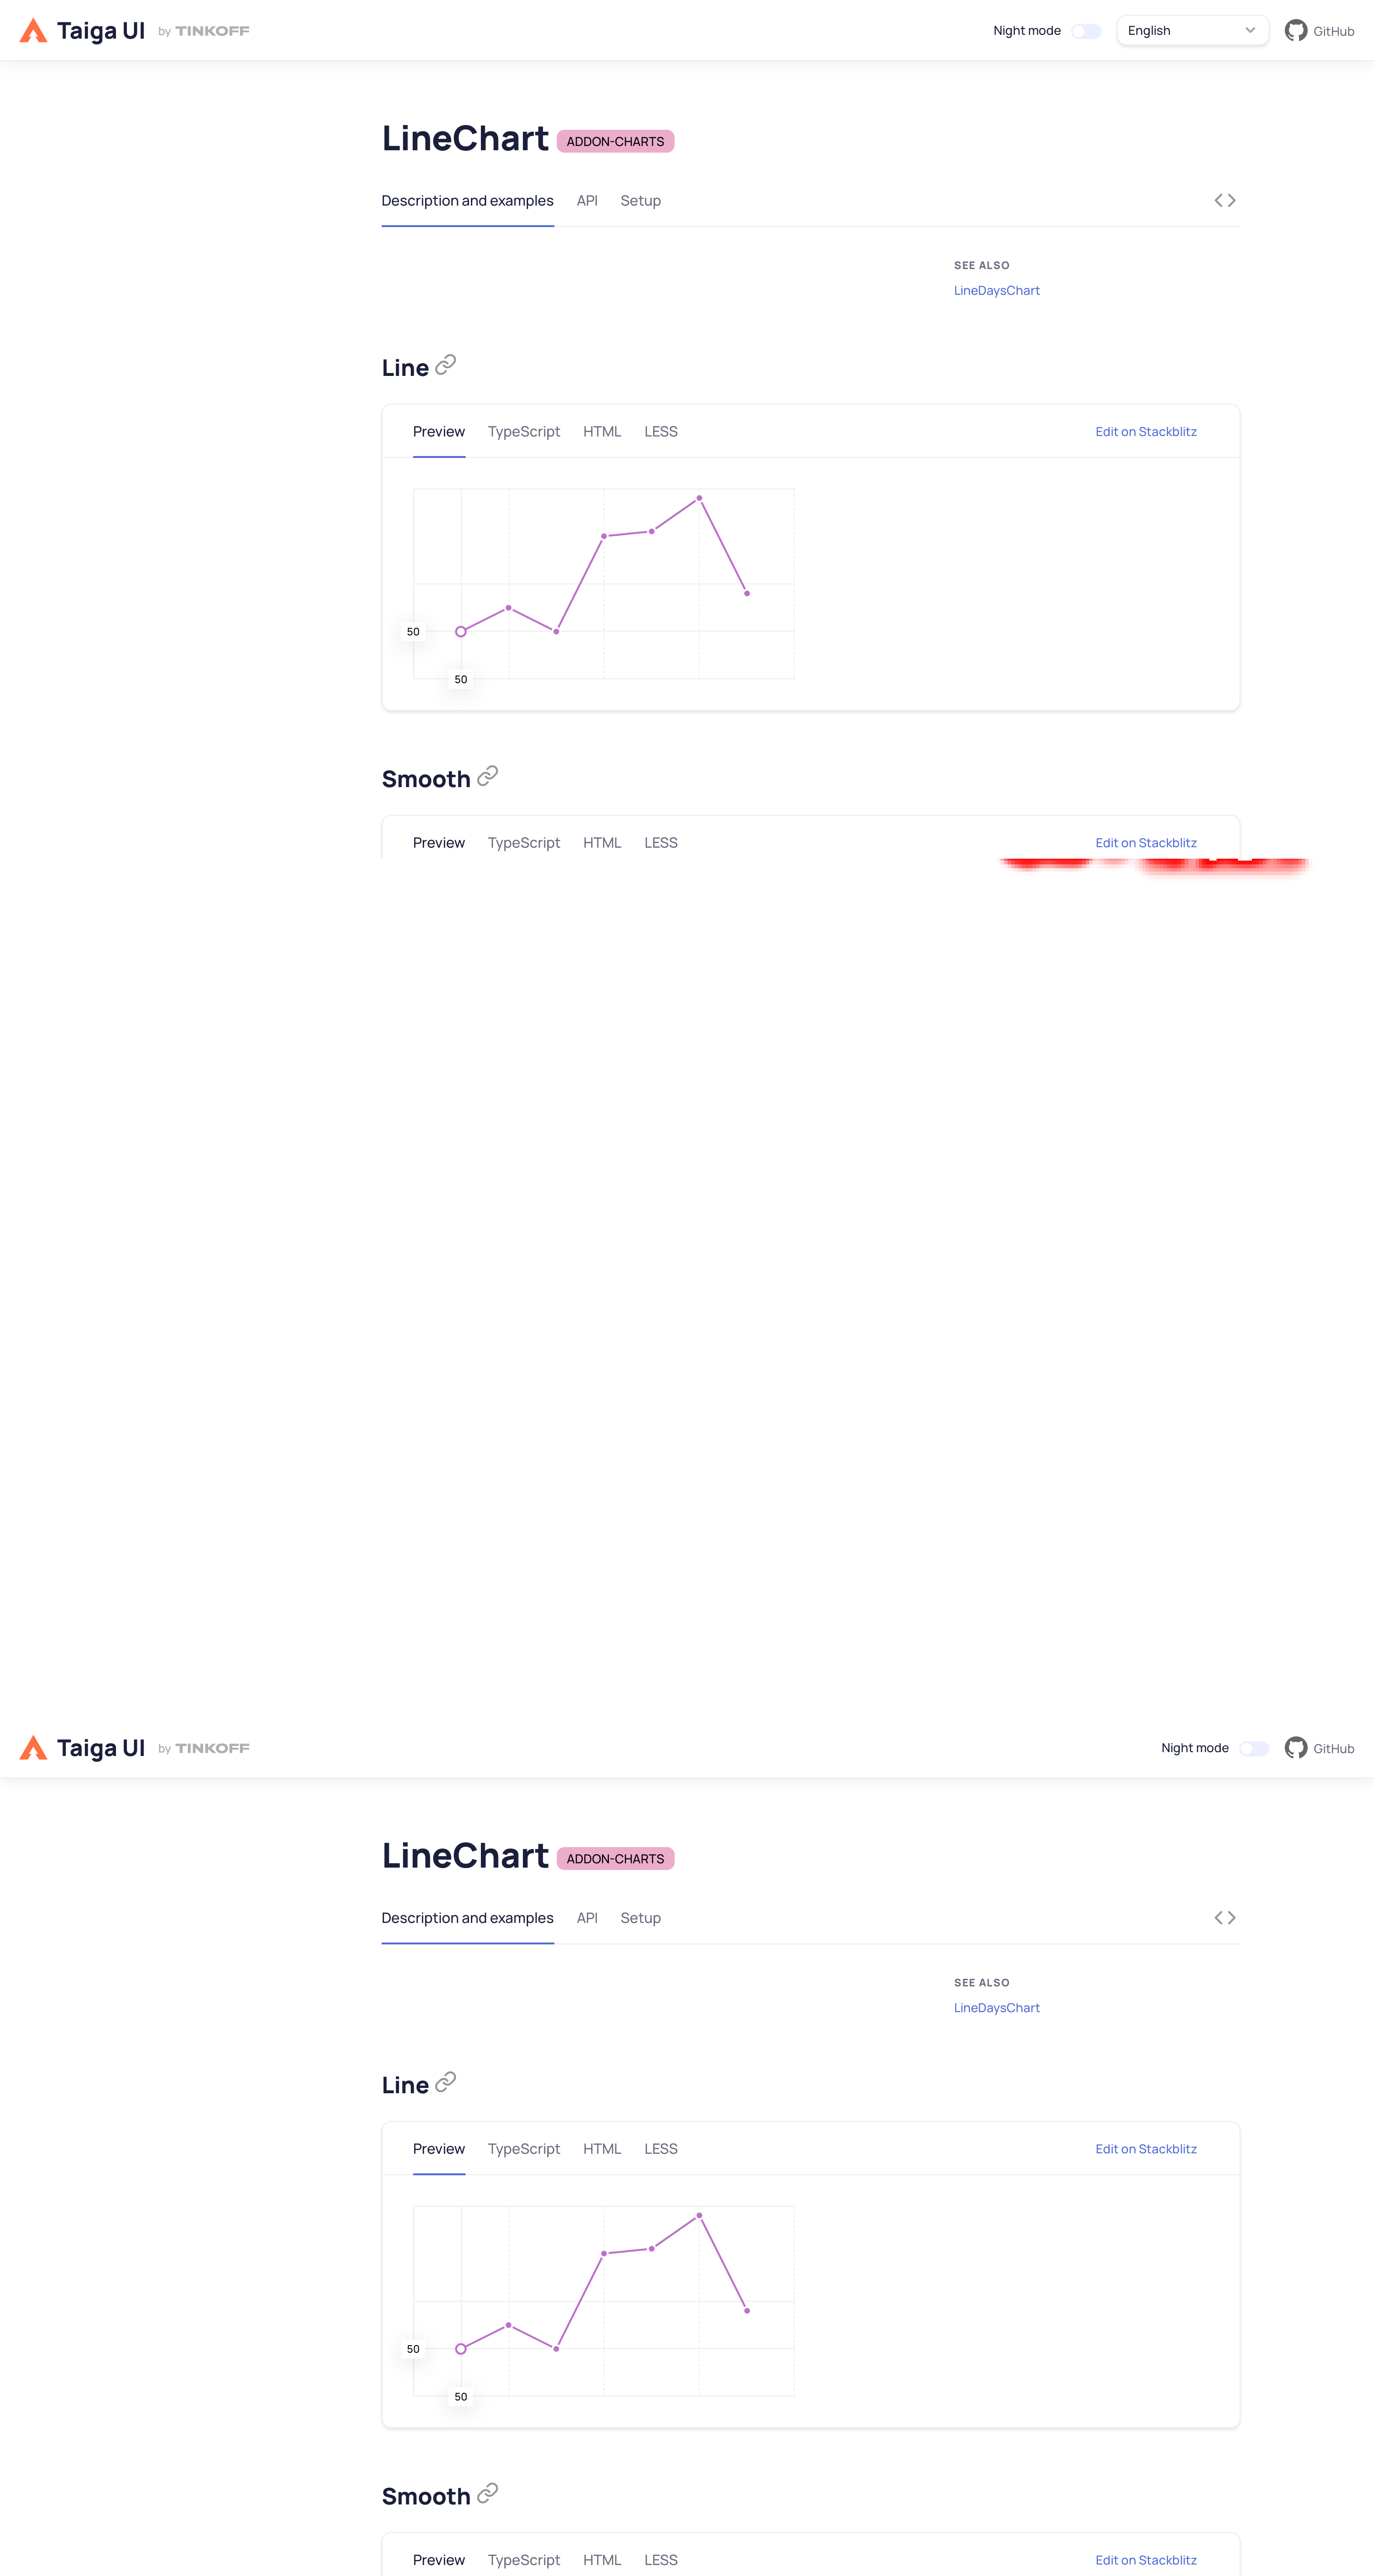 Taiga UI by TINKOFF Night mode English GitHub
LineChart ADDON-CHARTS
Description and examples API Setup
SEE ALSO
LineDaysChart
Line
Preview TypeScript HTML LESS Edit on Stackblitz
50
50
Smooth
Preview TypeScript HTML LESS Edit on Stackblitz
Taiga UI by TINKOFF Night mode GitHub
LineChart ADDON-CHARTS
Description and examples API Setup
SEE ALSO
LineDaysChart
Line
Preview TypeScript HTML LESS Edit on Stackblitz
50
50
Smooth
Preview TypeScript HTML LESS Edit on Stackblitz